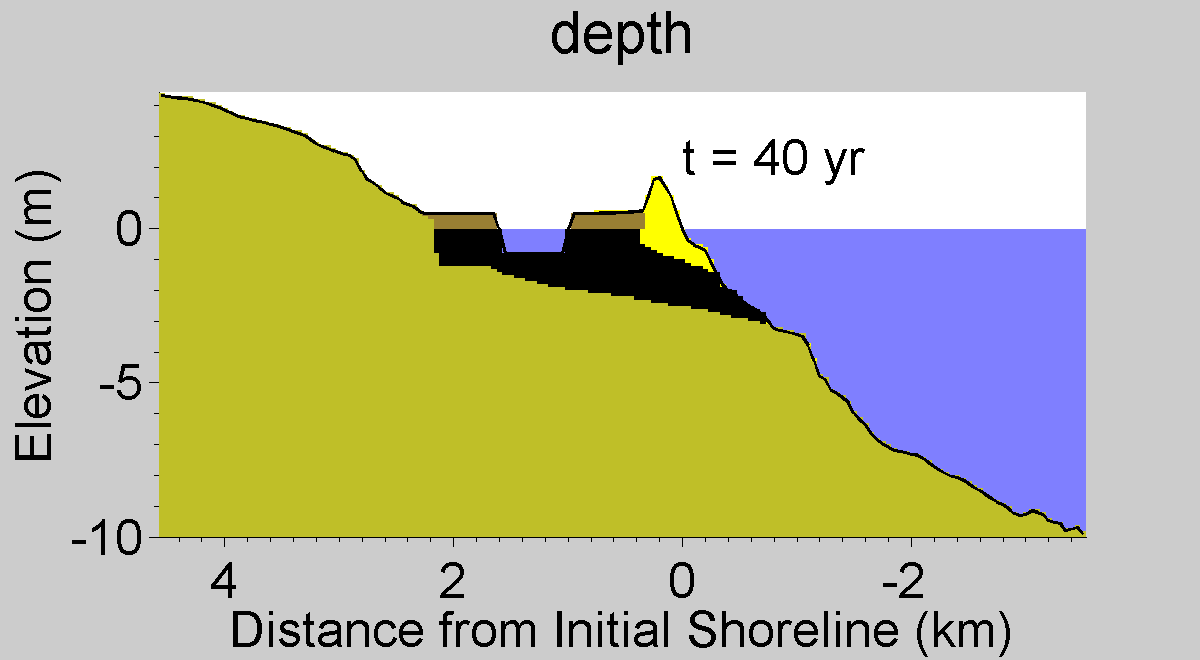 depth
t = 40 yr
Elevation (m)
0
-5
-10
4 2 0 -2
Distance from Initial Shoreline (km)